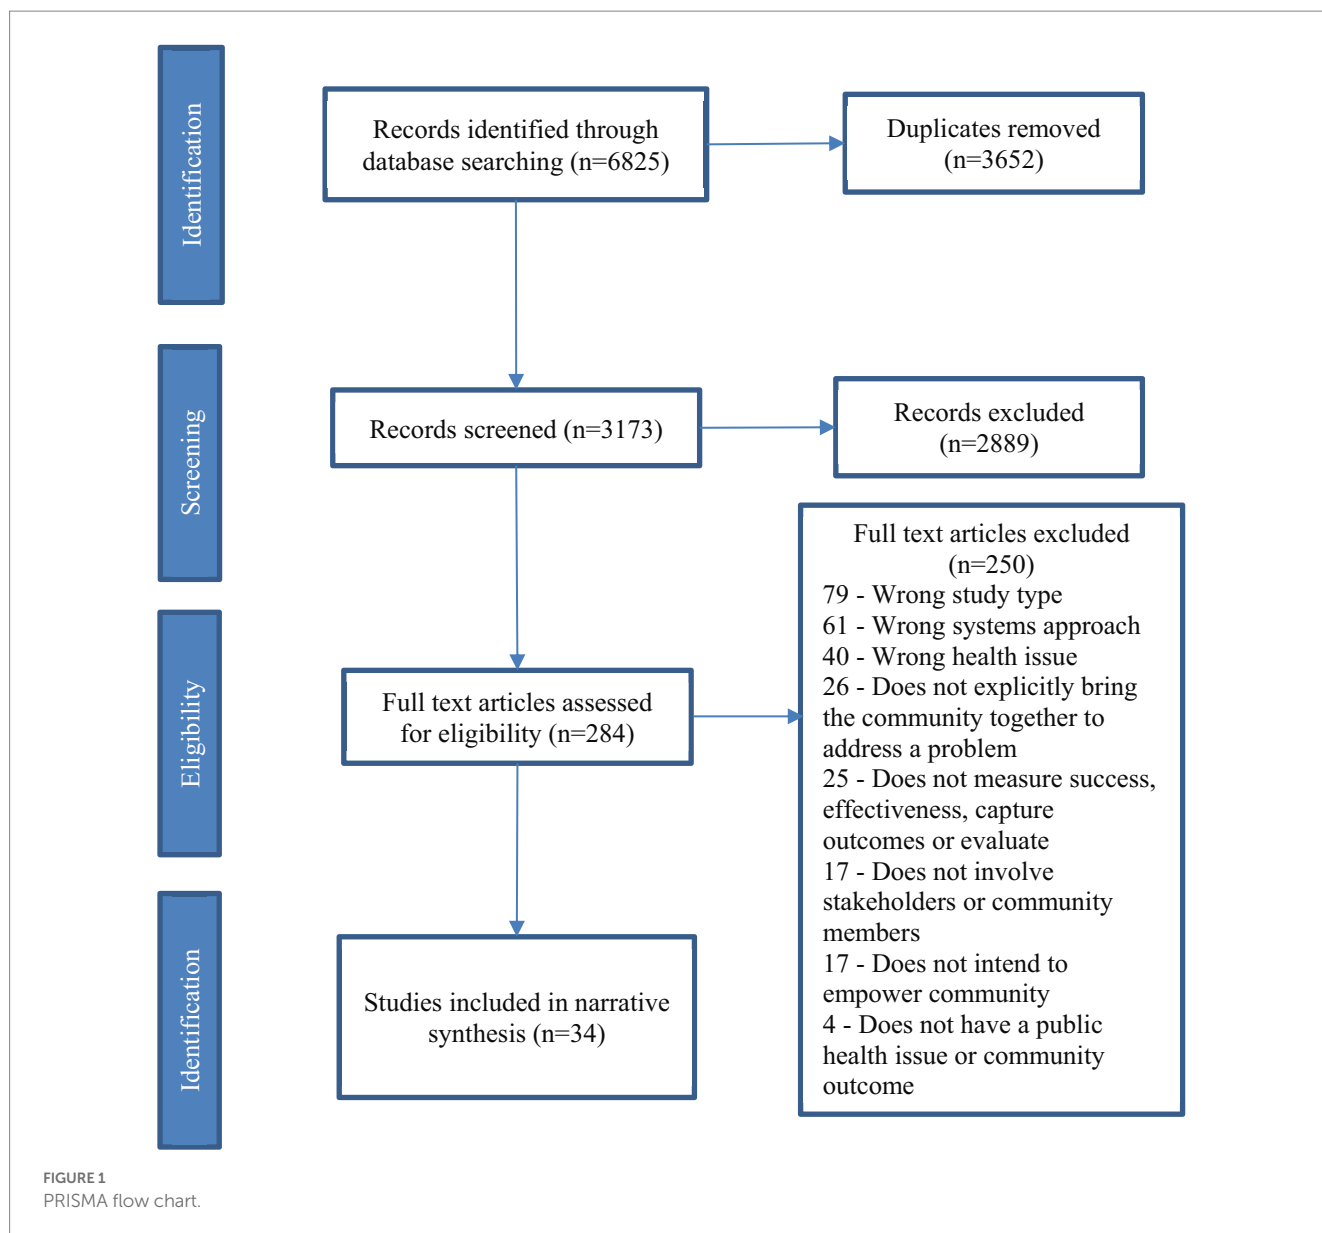 Identification
Records identified through
database searching (n=6825)
Duplicates removed
(n=3652)
Screening
Records screened (n=3173)
Records excluded
(n=2889)
Eligibility
Full text articles assessed
for eligibility (n=284)
Full text articles excluded
(n=250)
79 - Wrong study type
61 - Wrong systems approach
40 - Wrong health issue
26 - Does not explicitly bring
the community together to
address a problem
25 - Does not measure success,
effectiveness, capture
outcomes or evaluate
17 - Does not involve
stakeholders or community
members
17 - Does not intend to
empower community
4 - Does not have a public
health issue or community
outcome
Identification
Studies included in narrative
synthesis (n=34)
FIGURE 1
PRISMA flow chart.